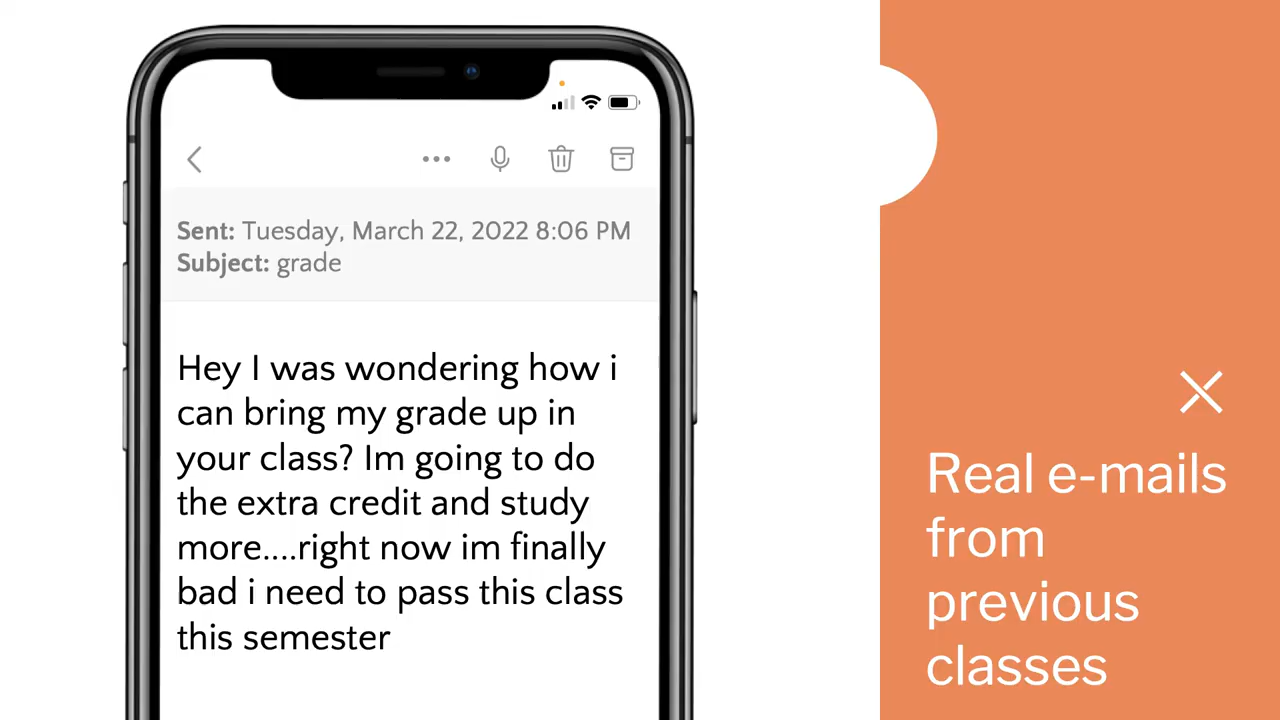 Sent: Tuesday, March 22, 2022 8:06 PM
Subject: grade
Hey I was wondering how i
can bring my grade up in
your class? Im going to do
the extra credit and study
more....right now im finally
bad i need to pass this class
this semester
Real e-mails
from
previous
classes